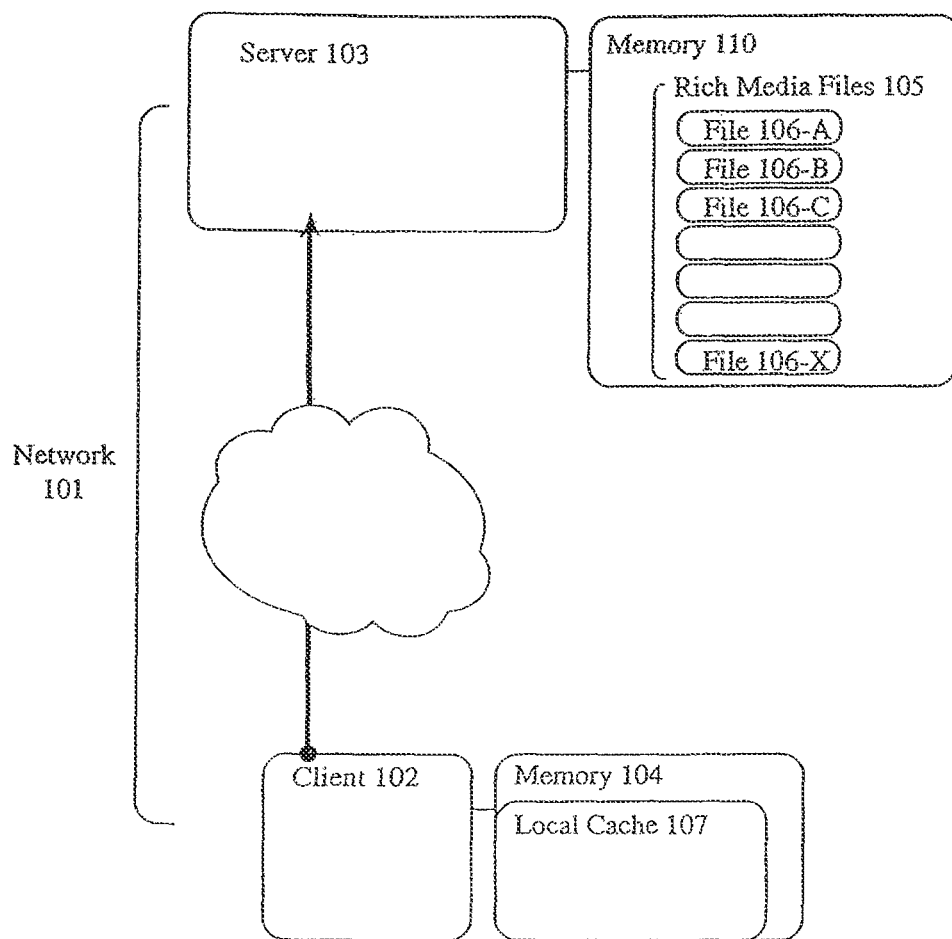 Server 103
Memory 110
Rich Media Files 105
File 106-A
File 106-B
File 106-C
File 106-X
Network
101
Client 102
Memory 104
Local Cache 107